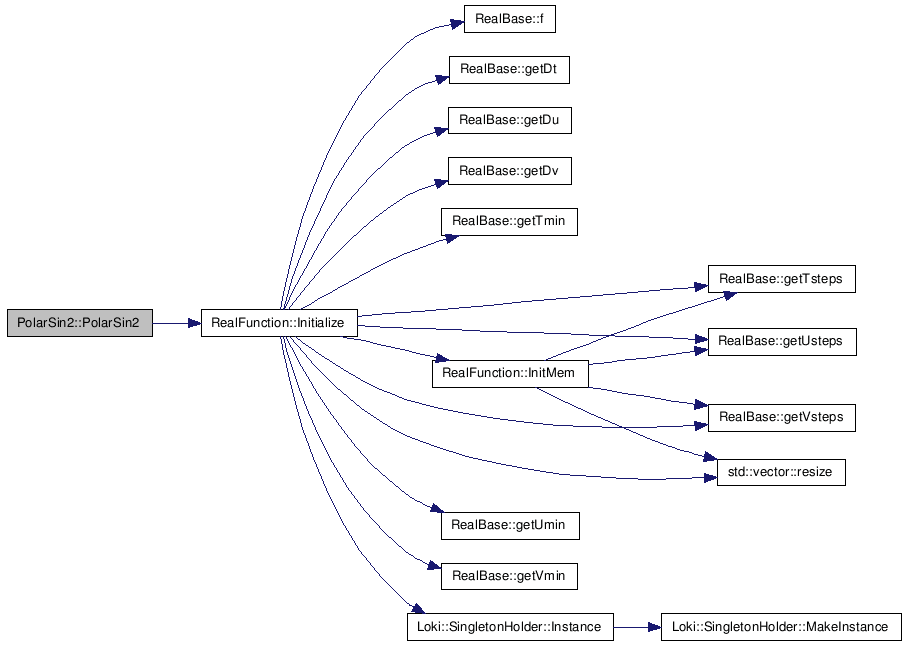 RealBase::f
RealBase::getDt
RealBase::getDu
RealBase::getDv
RealBase::getTmin
RealBase::getTsteps
PolarSin2::PolarSin2
RealFunction::Initialize
RealBase::getUsteps
RealFunction::InitMem
RealBase::getVsteps
std::vector::resize
RealBase::getUmin
RealBase::getVmin
Loki::SingletonHolder::Instance
Loki::SingletonHolder::MakeInstance